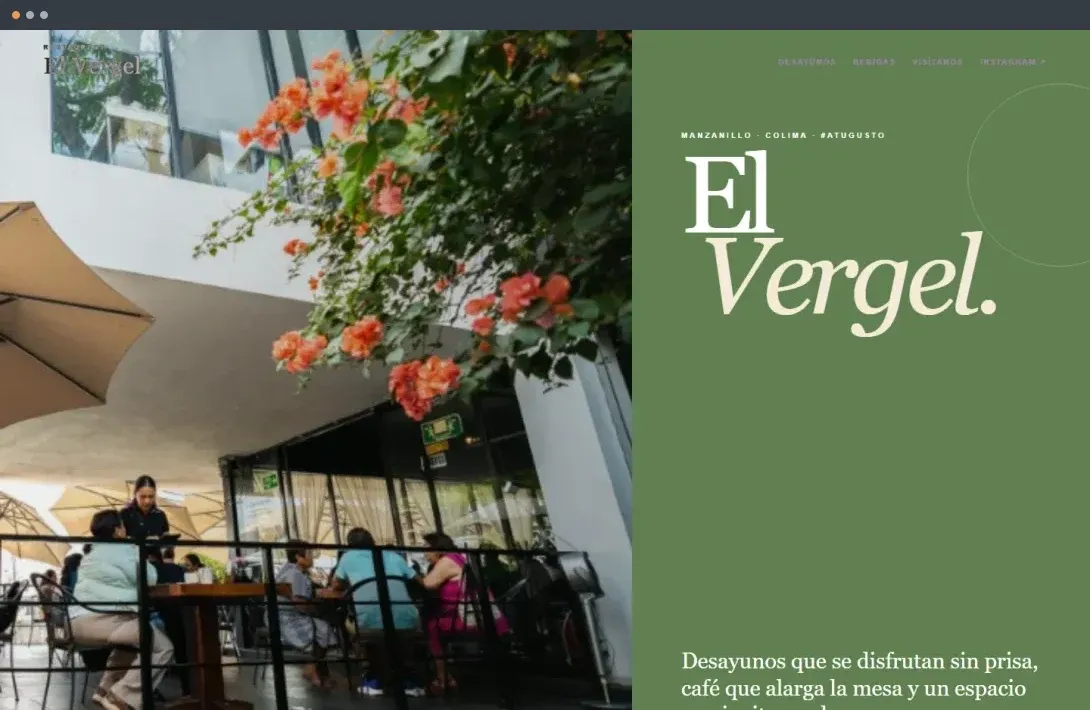 El Vergel
DESAYUNOS BEBIDAS VISÍTANOS INSTAGRAM
MANZANILLO · COLIMA · #ATUGUSTO
El
Vergel.
Desayunos que se disfrutan sin prisa,
café que alarga la mesa y un espacio